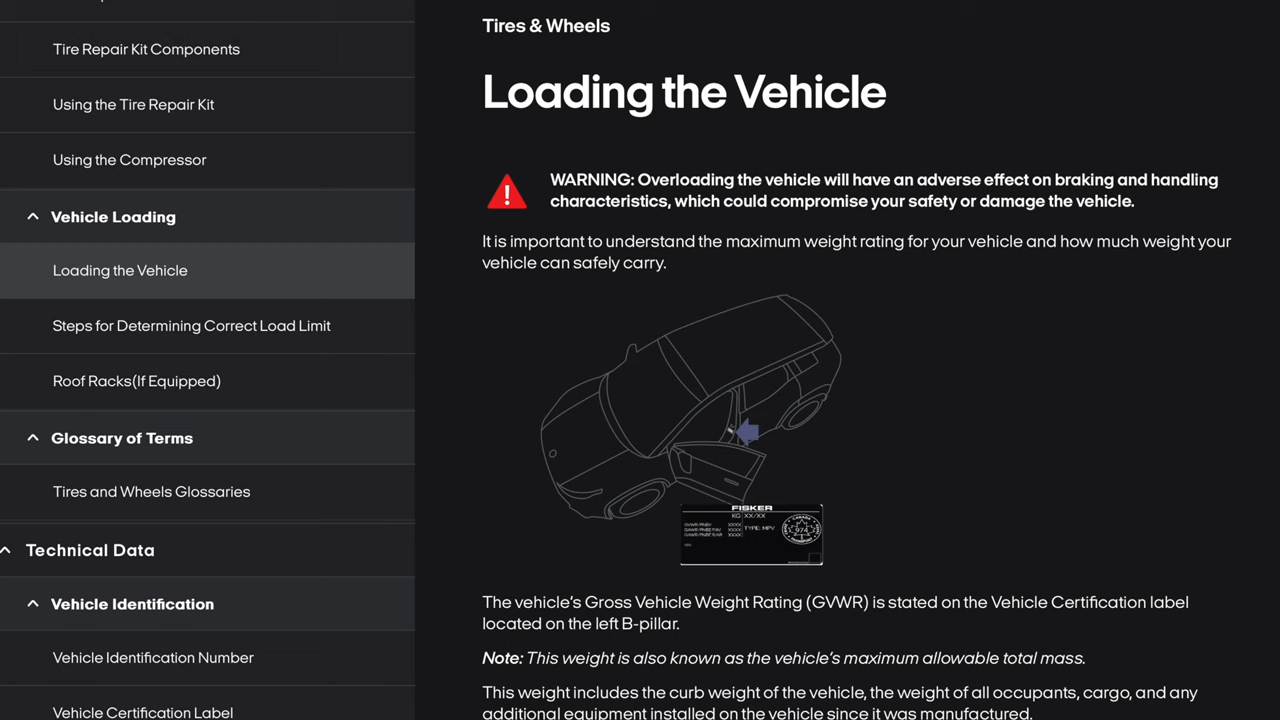 Tire Repair Kit Components
Using the Tire Repair Kit
Using the Compressor
Vehicle Loading
Loading the Vehicle
Steps for Determining Correct Load Limit
Roof Racks(If Equipped)
Glossary of Terms
Tires and Wheels Glossaries
Technical Data
Vehicle Identification
Vehicle Identification Number
Vehicle Certification Label
Tires & Wheels
Loading the Vehicle
WARNING: Overloading the vehicle will have an adverse effect on braking and handling
characteristics, which could compromise your safety or damage the vehicle.
It is important to understand the maximum weight rating for your vehicle and how much weight your
vehicle can safely carry.
FISKER
KG XX/XX
TYPE: MPV
CANADA
974
TRANSPORT
The vehicle's Gross Vehicle Weight Rating (GVWR) is stated on the Vehicle Certification label
located on the left B-pillar.
Note: This weight is also known as the vehicle's maximum allowable total mass.
This weight includes the curb weight of the vehicle, the weight of all occupants, cargo, and any
additional equipment installed on the vehicle since it was manufactured.